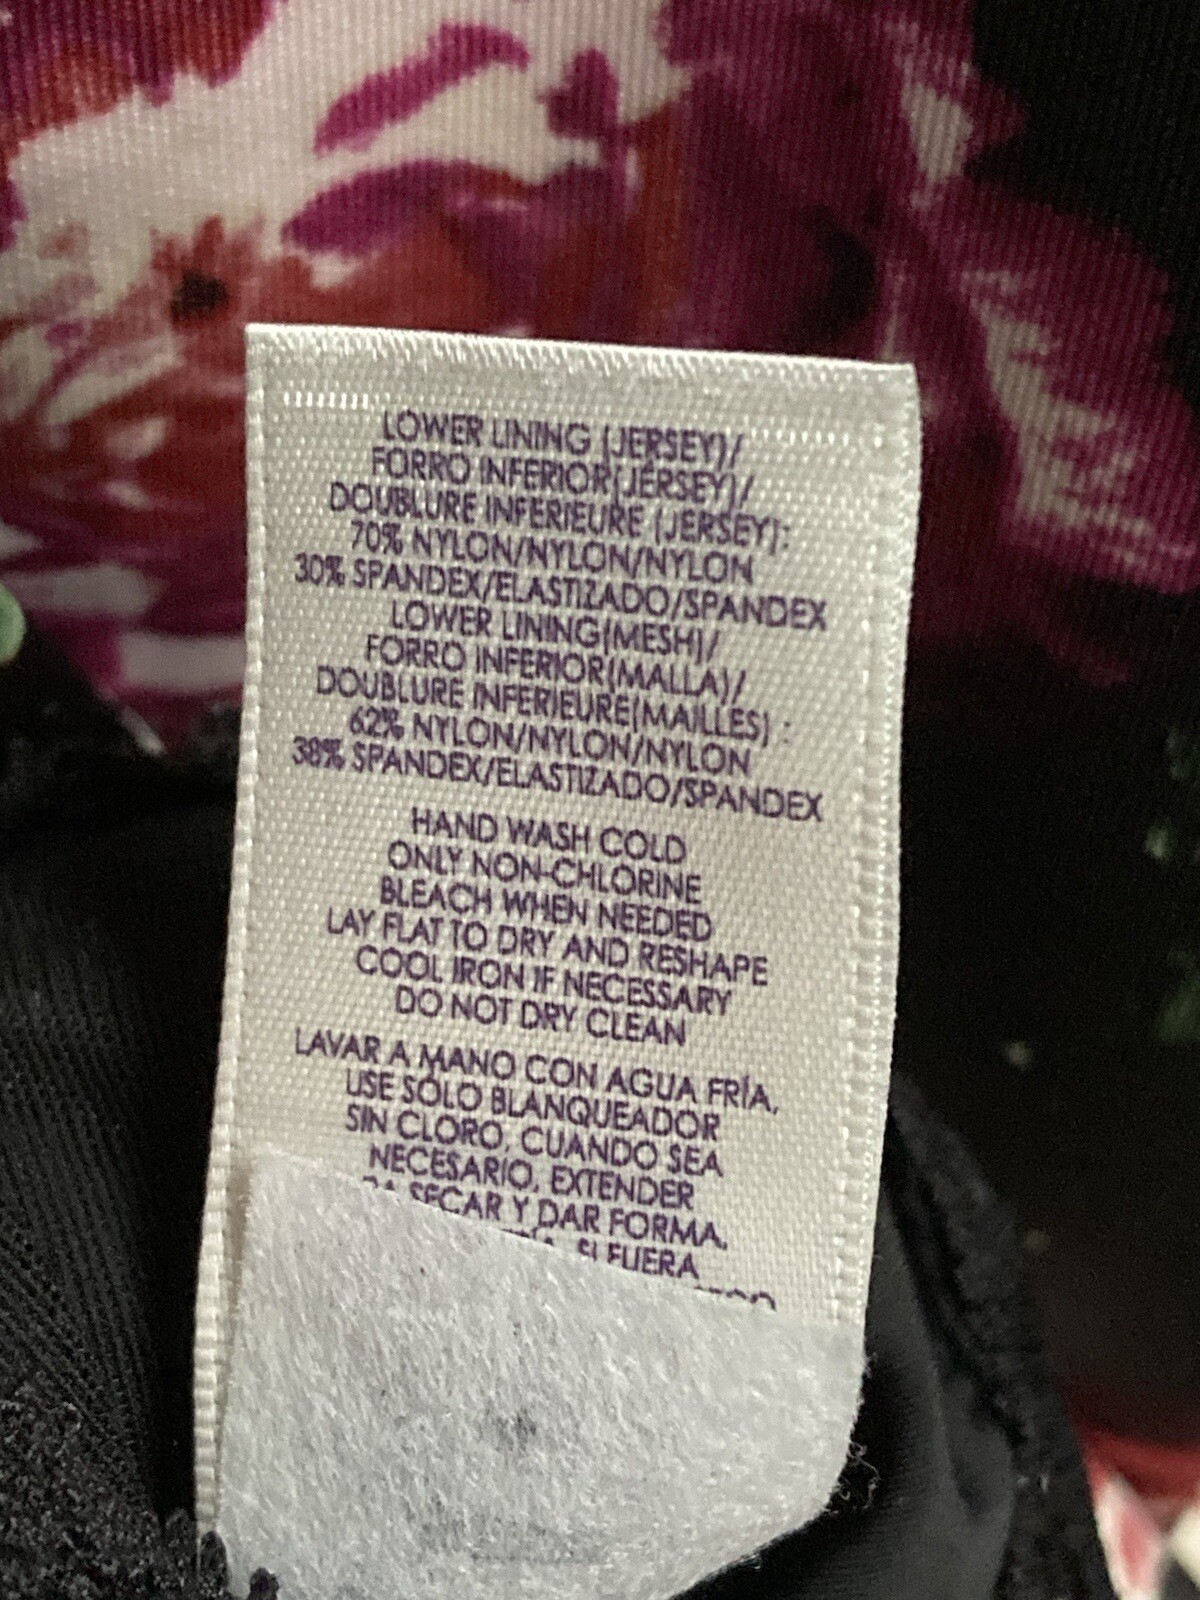 LOWER LINING (JERSEY)/
FORRO INFERIOR(JÉRSEY)/
DOUBLURE INFERIEURE (JERSEY):
70% NYLON/NYLON/NYLON
30% SPANDEX/ELASTIZADO/SPANDEX
LOWER LINING(MESH)/
FORRO INFERIOR(MALLA)/
DOUBLURE INFERIEURE(MAILLES) :
62% NYLON/NYLON/NYLON
38% SPANDEX/ELASTIZADO/SPANDEX
HAND WASH COLD
ONLY NON-CHLORINE
BLEACH WHEN NEEDED
LAY FLAT TO DRY AND RESHAPE
COOL IRON IF NECESSARY
DO NOT DRY CLEAN
LAVAR A MANO CON AGUA FRÍA,
USE SÓLO BLANQUEADOR
SIN CLORO, CUANDO SEA
NECESARIO, EXTENDER
SECAR Y DAR FORMA,
SI FUERA